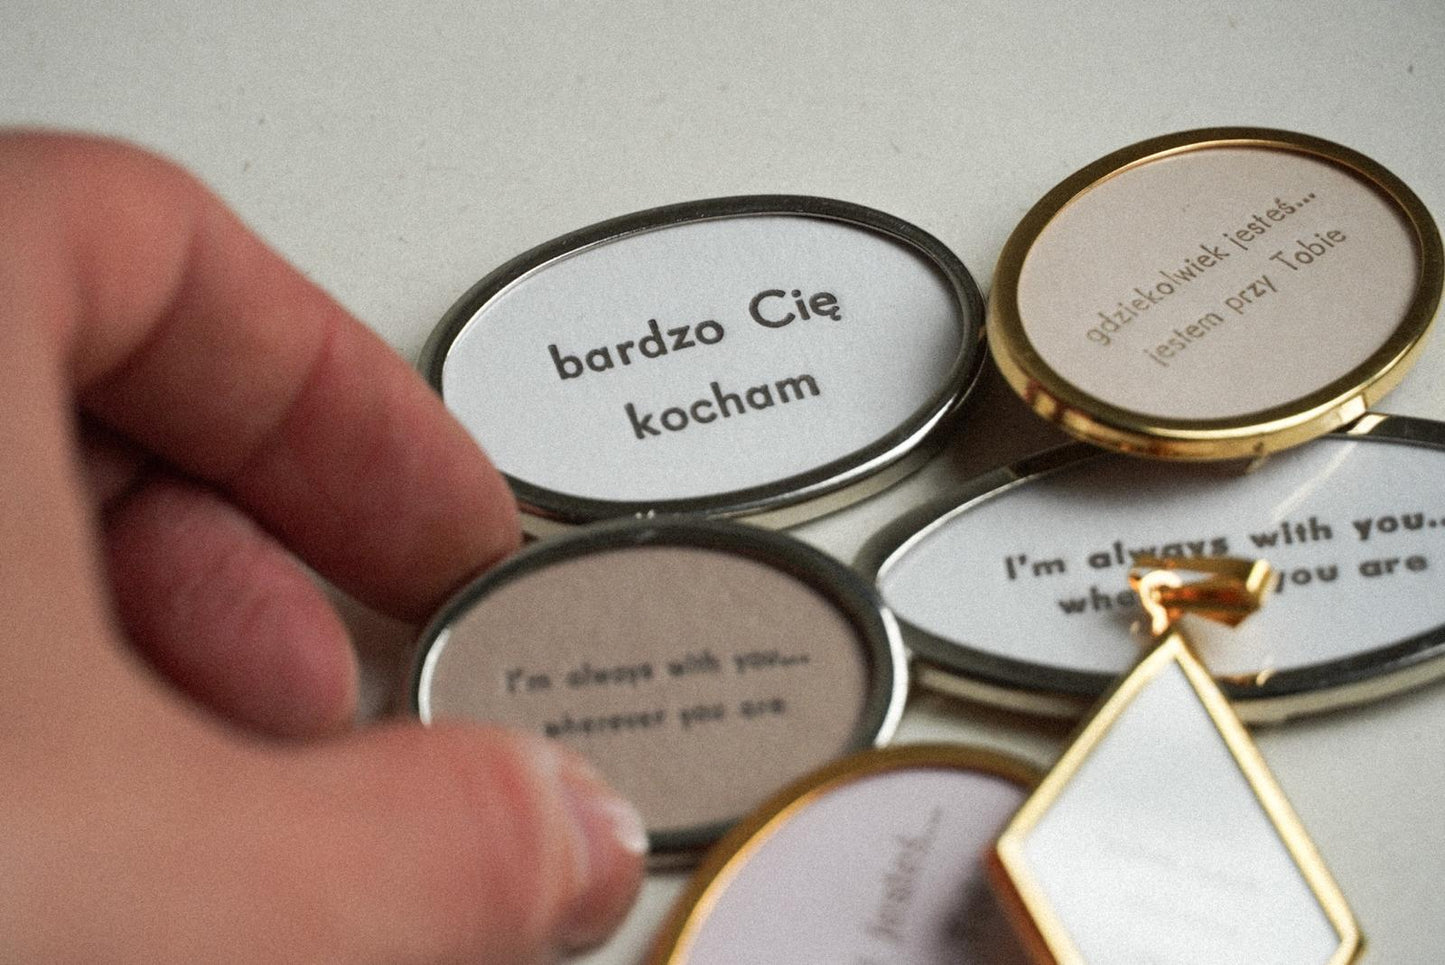 bardzo Cię
kocham
gdziekolwiek jesteś...
jestem przy Tobie
I'm always with you...
you are
I'm always with you...
wherever you are
jesteś...